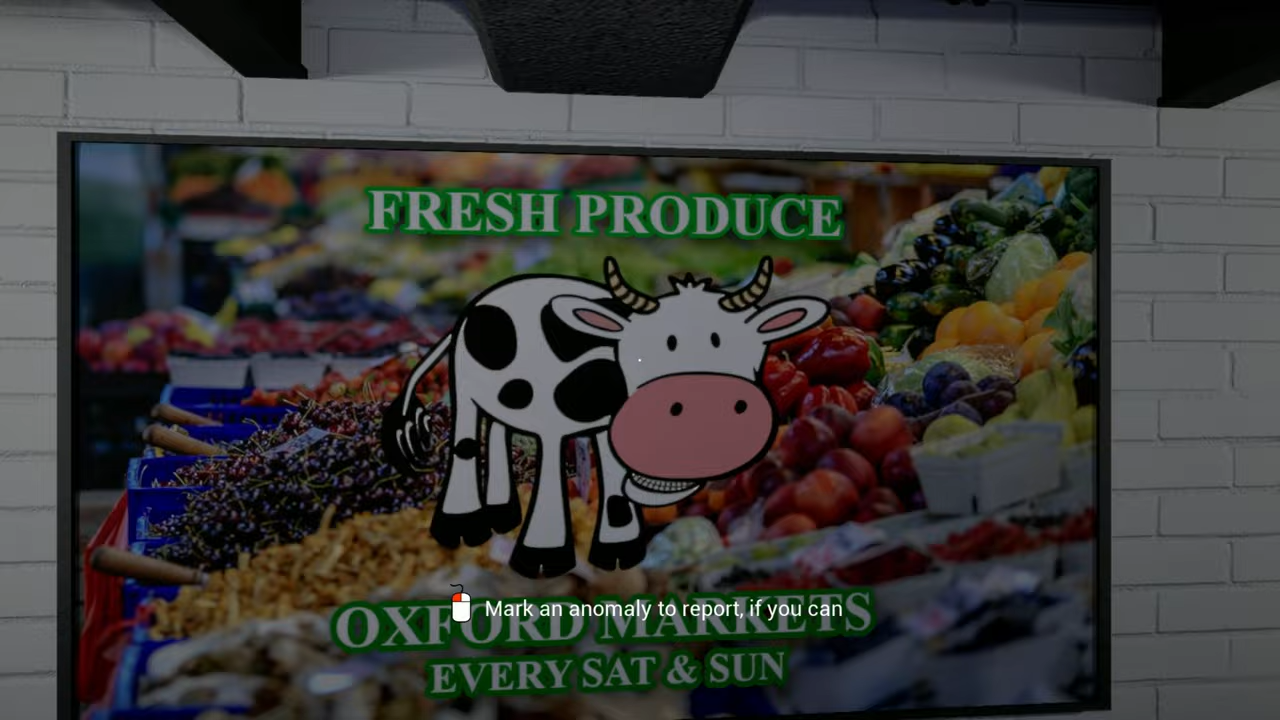 FRESH PRODUCE
Mark an anomaly to report, if you can
OXFORD MARKETS
EVERY SAT & SUN